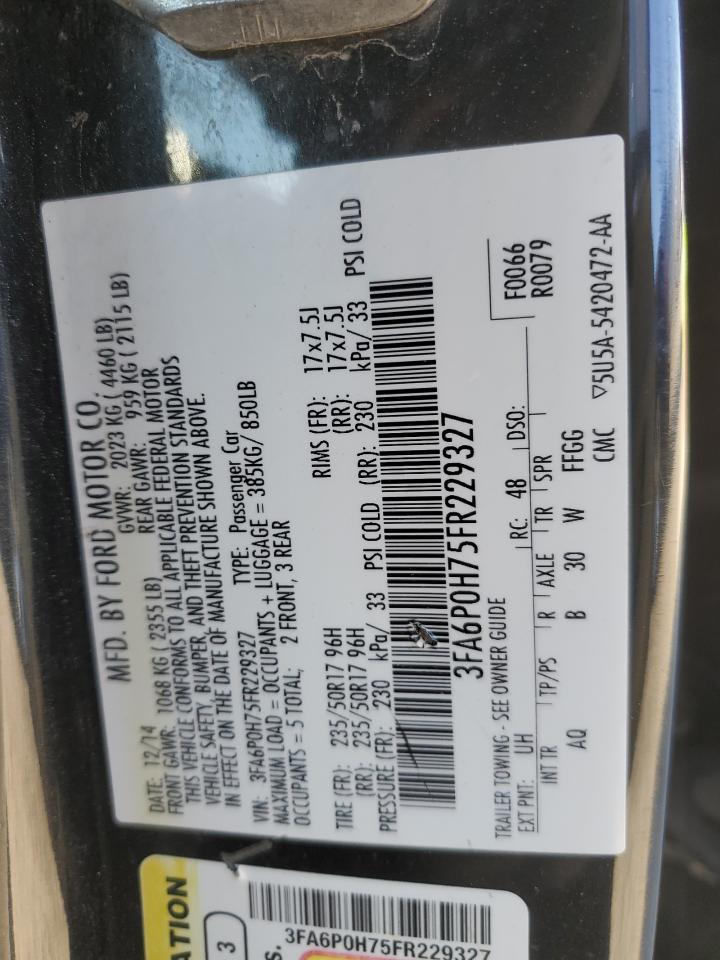 MFD. BY FORD MOTOR CO.
DATE: 12/14 GVWR: 2023 KG ( 4460 LB)
FRONT GAWR: 1068 KG ( 2355 LB) REAR GAWR: 959 KG ( 2115 LB)
THIS VEHICLE CONFORMS TO ALL APPLICABLE FEDERAL MOTOR
VEHICLE SAFETY, BUMPER, AND THEFT PREVENTION STANDARDS
IN EFFECT ON THE DATE OF MANUFACTURE SHOWN ABOVE.
VIN: 3FA6P0H75FR229327 TYPE: Passenger Car
MAXIMUM LOAD = OCCUPANTS + LUGGAGE = 385KG/ 850LB
OCCUPANTS = 5 TOTAL; 2 FRONT, 3 REAR
TIRE (FR): 235/50R17 96H RIMS (FR): 17x7.5J
(RR): 235/50R17 96H (RR): 17x7.5J
PRESSURE (FR): 230 kPa/ 33 PSI COLD (RR): 230 kPa/ 33 PSI COLD
3FA6P0H75FR229327
TRAILER TOWING - SEE OWNER GUIDE F0066
EXT PNT: UH RC: 48 DSO: R0079
INT TR TP/PS R AXLE TR SPR
AQ B 30 W FFGG
CMC ▽5U5A-5420472-AA
ATION
3
s.
3FA6P0H75FR229327